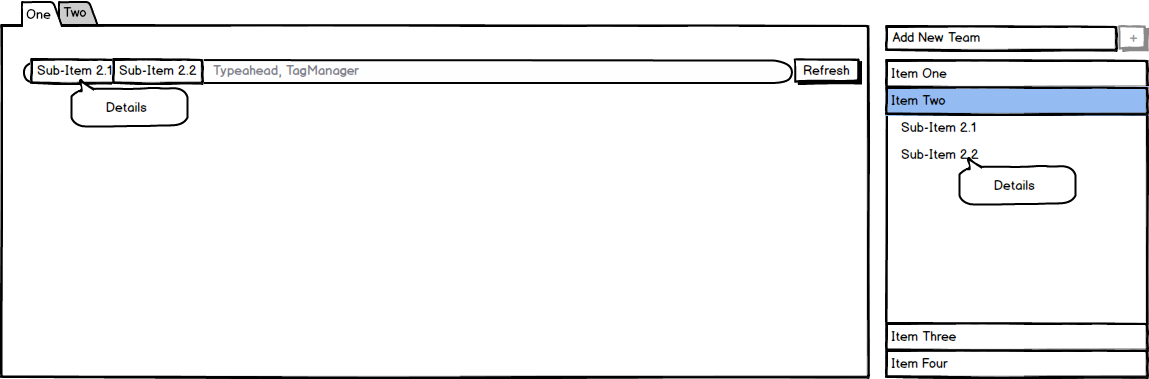 One
Two
Sub-Item 2.1
Sub-Item 2.2
Typeahead, TagManager
Refresh
Details
Add New Team
+
Item One
Item Two
Sub-Item 2.1
Sub-Item 2.2
Details
Item Three
Item Four